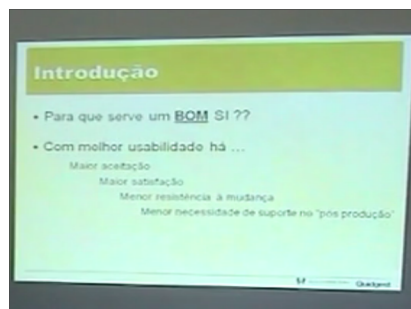 Introdução
• Para que serve um BOM SI ??
• Com melhor usabilidade há ...
Maior aceitação
Maior satisfação
Menor resistência à mudança
Menor necessidade de suporte no "pós produção"
Quidgest